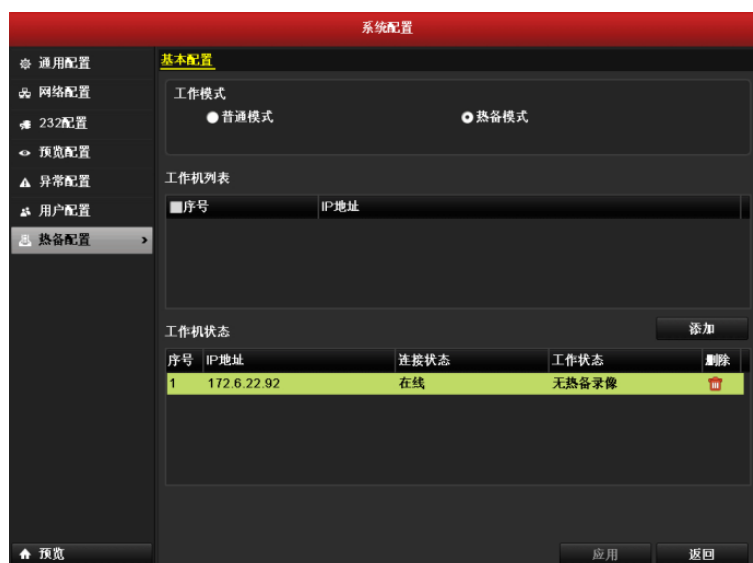 系统配置
通用配置
网络配置
232配置
预览配置
异常配置
用户配置
热备配置
基本配置
工作模式
普通模式 热备模式
工作机列表
序号 IP地址
添加
工作机状态
序号 IP地址 连接状态 工作状态 删除
1 172.6.22.92 在线 无热备录像
预览
应用 返回